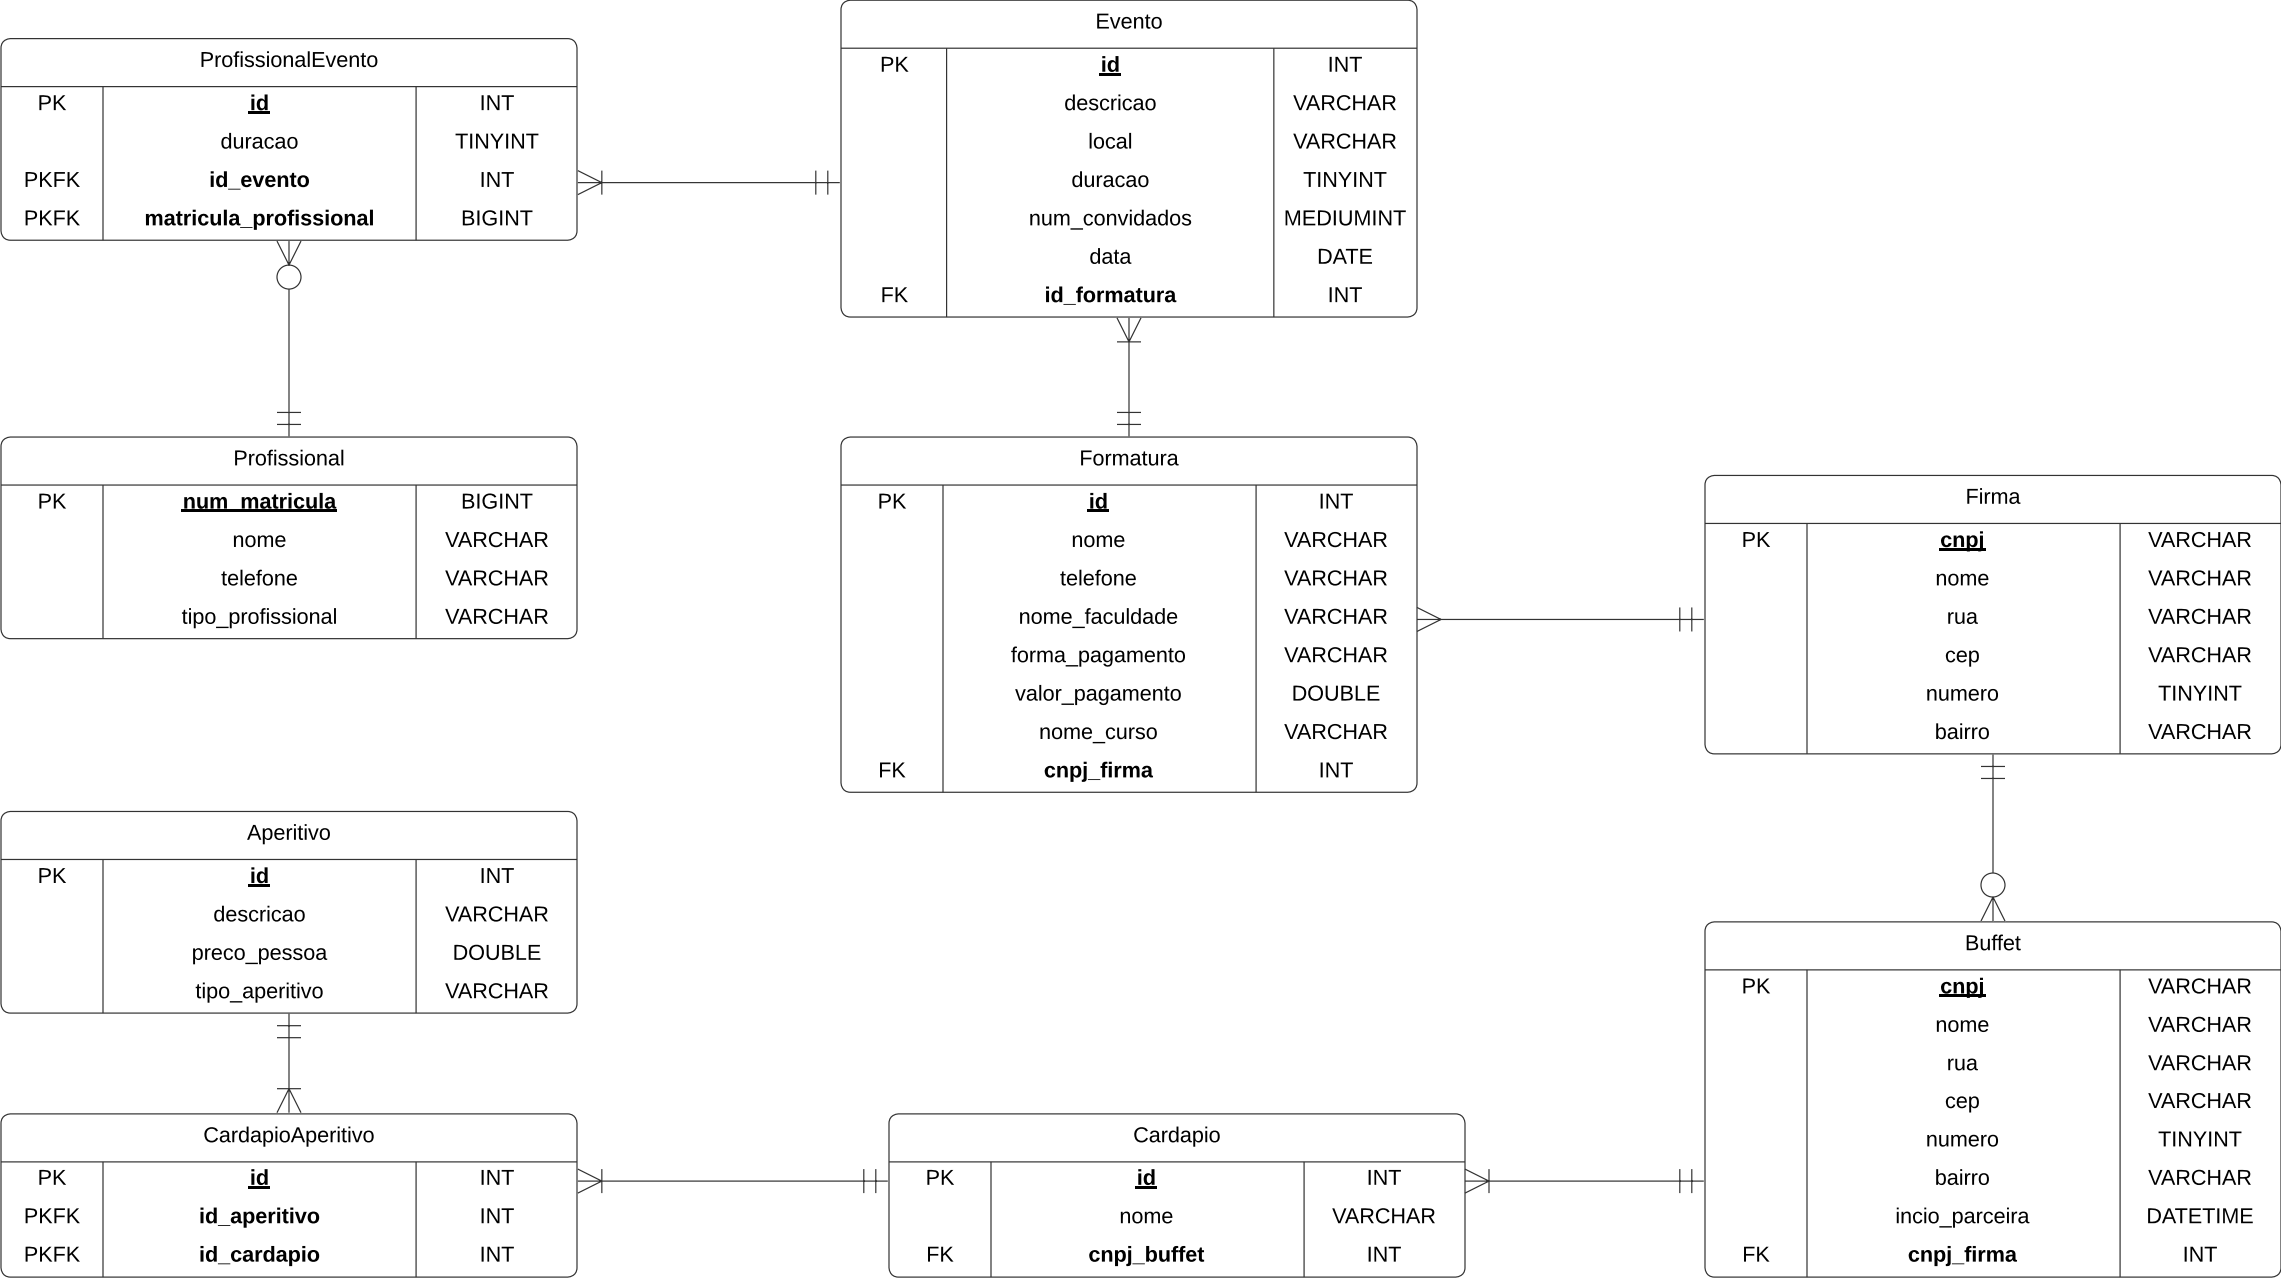 ProfissionalEvento
PK id INT
duracao TINYINT
PKFK id_evento INT
PKFK matricula_profissional BIGINT
Evento
PK id INT
descricao VARCHAR
local VARCHAR
duracao TINYINT
num_convidados MEDIUMINT
data DATE
FK id_formatura INT
Profissional
PK num_matricula BIGINT
nome VARCHAR
telefone VARCHAR
tipo_profissional VARCHAR
Formatura
PK id INT
nome VARCHAR
telefone VARCHAR
nome_faculdade VARCHAR
forma_pagamento VARCHAR
valor_pagamento DOUBLE
nome_curso VARCHAR
FK cnpj_firma INT
Firma
PK cnpj VARCHAR
nome VARCHAR
rua VARCHAR
cep VARCHAR
numero TINYINT
bairro VARCHAR
Aperitivo
PK id INT
descricao VARCHAR
preco_pessoa DOUBLE
tipo_aperitivo VARCHAR
CardapioAperitivo
PK id INT
PKFK id_aperitivo INT
PKFK id_cardapio INT
Cardapio
PK id INT
nome VARCHAR
FK cnpj_buffet INT
Buffet
PK cnpj VARCHAR
nome VARCHAR
rua VARCHAR
cep VARCHAR
numero TINYINT
bairro VARCHAR
incio_parceira DATETIME
FK cnpj_firma INT